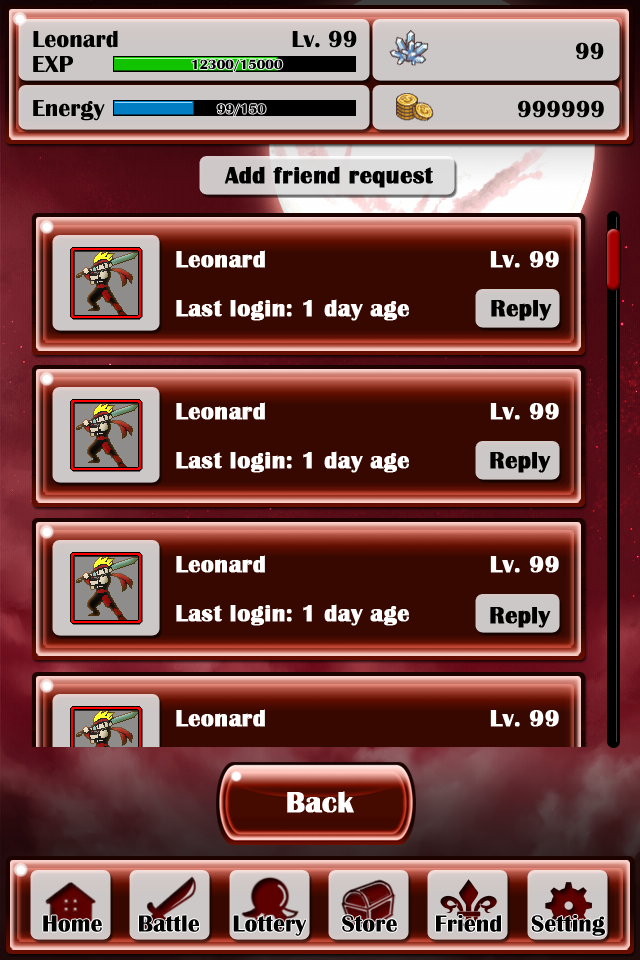 Leonard Lv. 99
EXP 12300/15000
99
Energy 99/150
999999
Add friend request
Leonard Lv. 99
Last login: 1 day age Reply
Leonard Lv. 99
Last login: 1 day age Reply
Leonard Lv. 99
Last login: 1 day age Reply
Leonard Lv. 99
Back
Home Battle Lottery Store Friend Setting